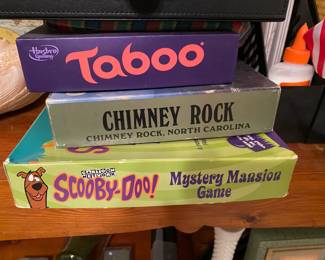 Hasbro
Gaming
Taboo
CHIMNEY ROCK
CHIMNEY ROCK, NORTH CAROLINA
SCOOBY-DOO!
Mystery Mansion
Game